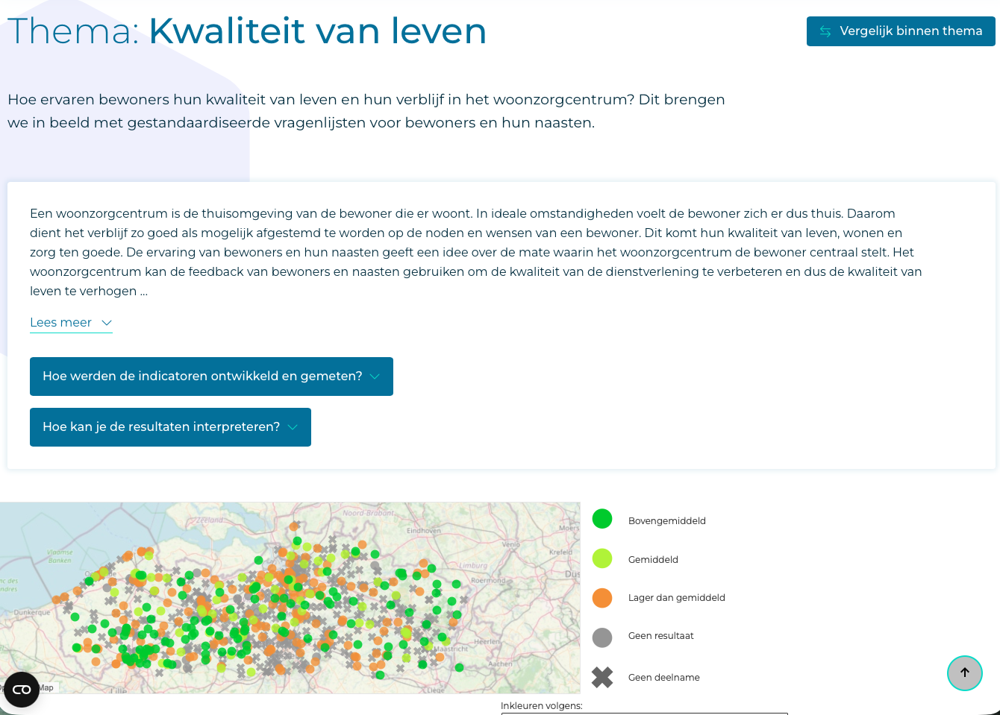 Thema: Kwaliteit van leven
Vergelijk binnen thema
Hoe ervaren bewoners hun kwaliteit van leven en hun verblijf in het woonzorgcentrum? Dit brengen
we in beeld met gestandaardiseerde vragenlijsten voor bewoners en hun naasten.
Een woonzorgcentrum is de thuisomgeving van de bewoner die er woont. In ideale omstandigheden voelt de bewoner zich er dus thuis. Daarom
dient het verblijf zo goed als mogelijk afgestemd te worden op de noden en wensen van een bewoner. Dit komt hun kwaliteit van leven, wonen en
zorg ten goede. De ervaring van bewoners en hun naasten geeft een idee over de mate waarin het woonzorgcentrum de bewoner centraal stelt. Het
woonzorgcentrum kan de feedback van bewoners en naasten gebruiken om de kwaliteit van de dienstverlening te verbeteren en dus de kwaliteit van
leven te verhogen ...
Lees meer
Hoe werden de indicatoren ontwikkeld en gemeten?
Hoe kan je de resultaten interpreteren?
Zeeland
Noord-Brabant
Eindhoven
Moers
Venlo
Krefeld
Vlaamse
Banken
Limburg
Düs
Roermond
nc des
ndres
Dunkerque
Heerlen
Maastricht
Aachen
Map
Lille
Liège
Bovengemiddeld
Gemiddeld
Lager dan gemiddeld
Geen resultaat
Geen deelname
Inkleuren volgens: